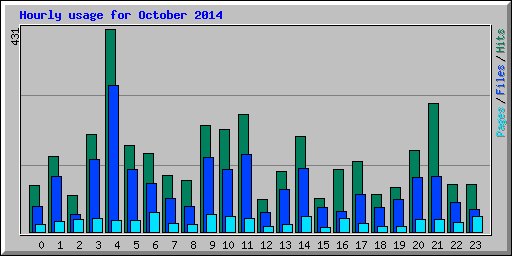 Hourly usage for October 2014
431
Pages/Files/Hits
0 1 2 3 4 5 6 7 8 9 10 11 12 13 14 15 16 17 18 19 20 21 22 23